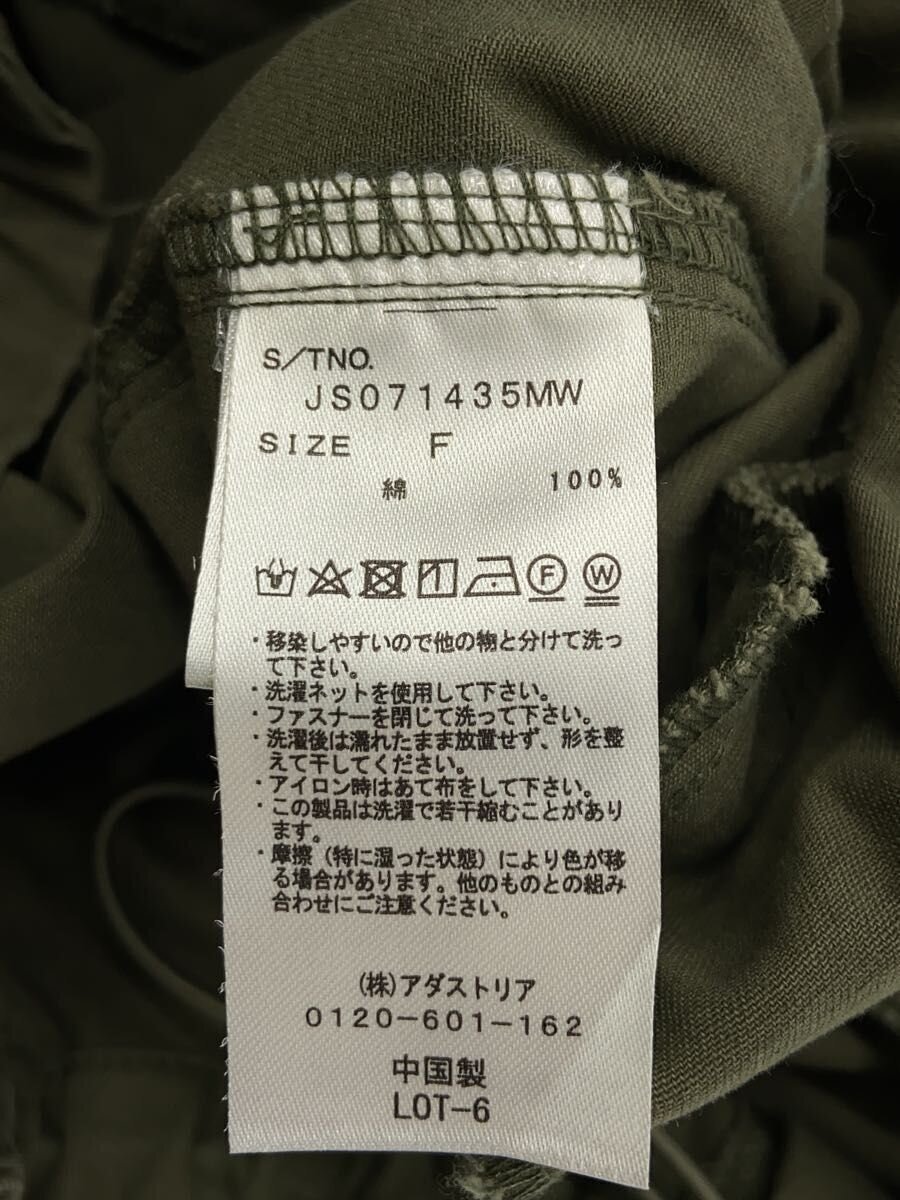 S/TNO.
JS071435MW
SIZE F
綿 100%
F W
・移染しやすいので他の物と分けて洗っ
て下さい。
・洗濯ネットを使用して下さい。
・ファスナーを閉じて洗って下さい。
・洗濯後は濡れたまま放置せず、形を整
えて干してください。
・アイロン時はあて布をして下さい。
・この製品は洗濯で若干縮むことがあり
ます。
・摩擦(特に湿った状態)により色が移
る場合があります。他のものとの組み
合わせにご注意ください。
(株)アダストリア
0120-601-162
中国製
LOT-6